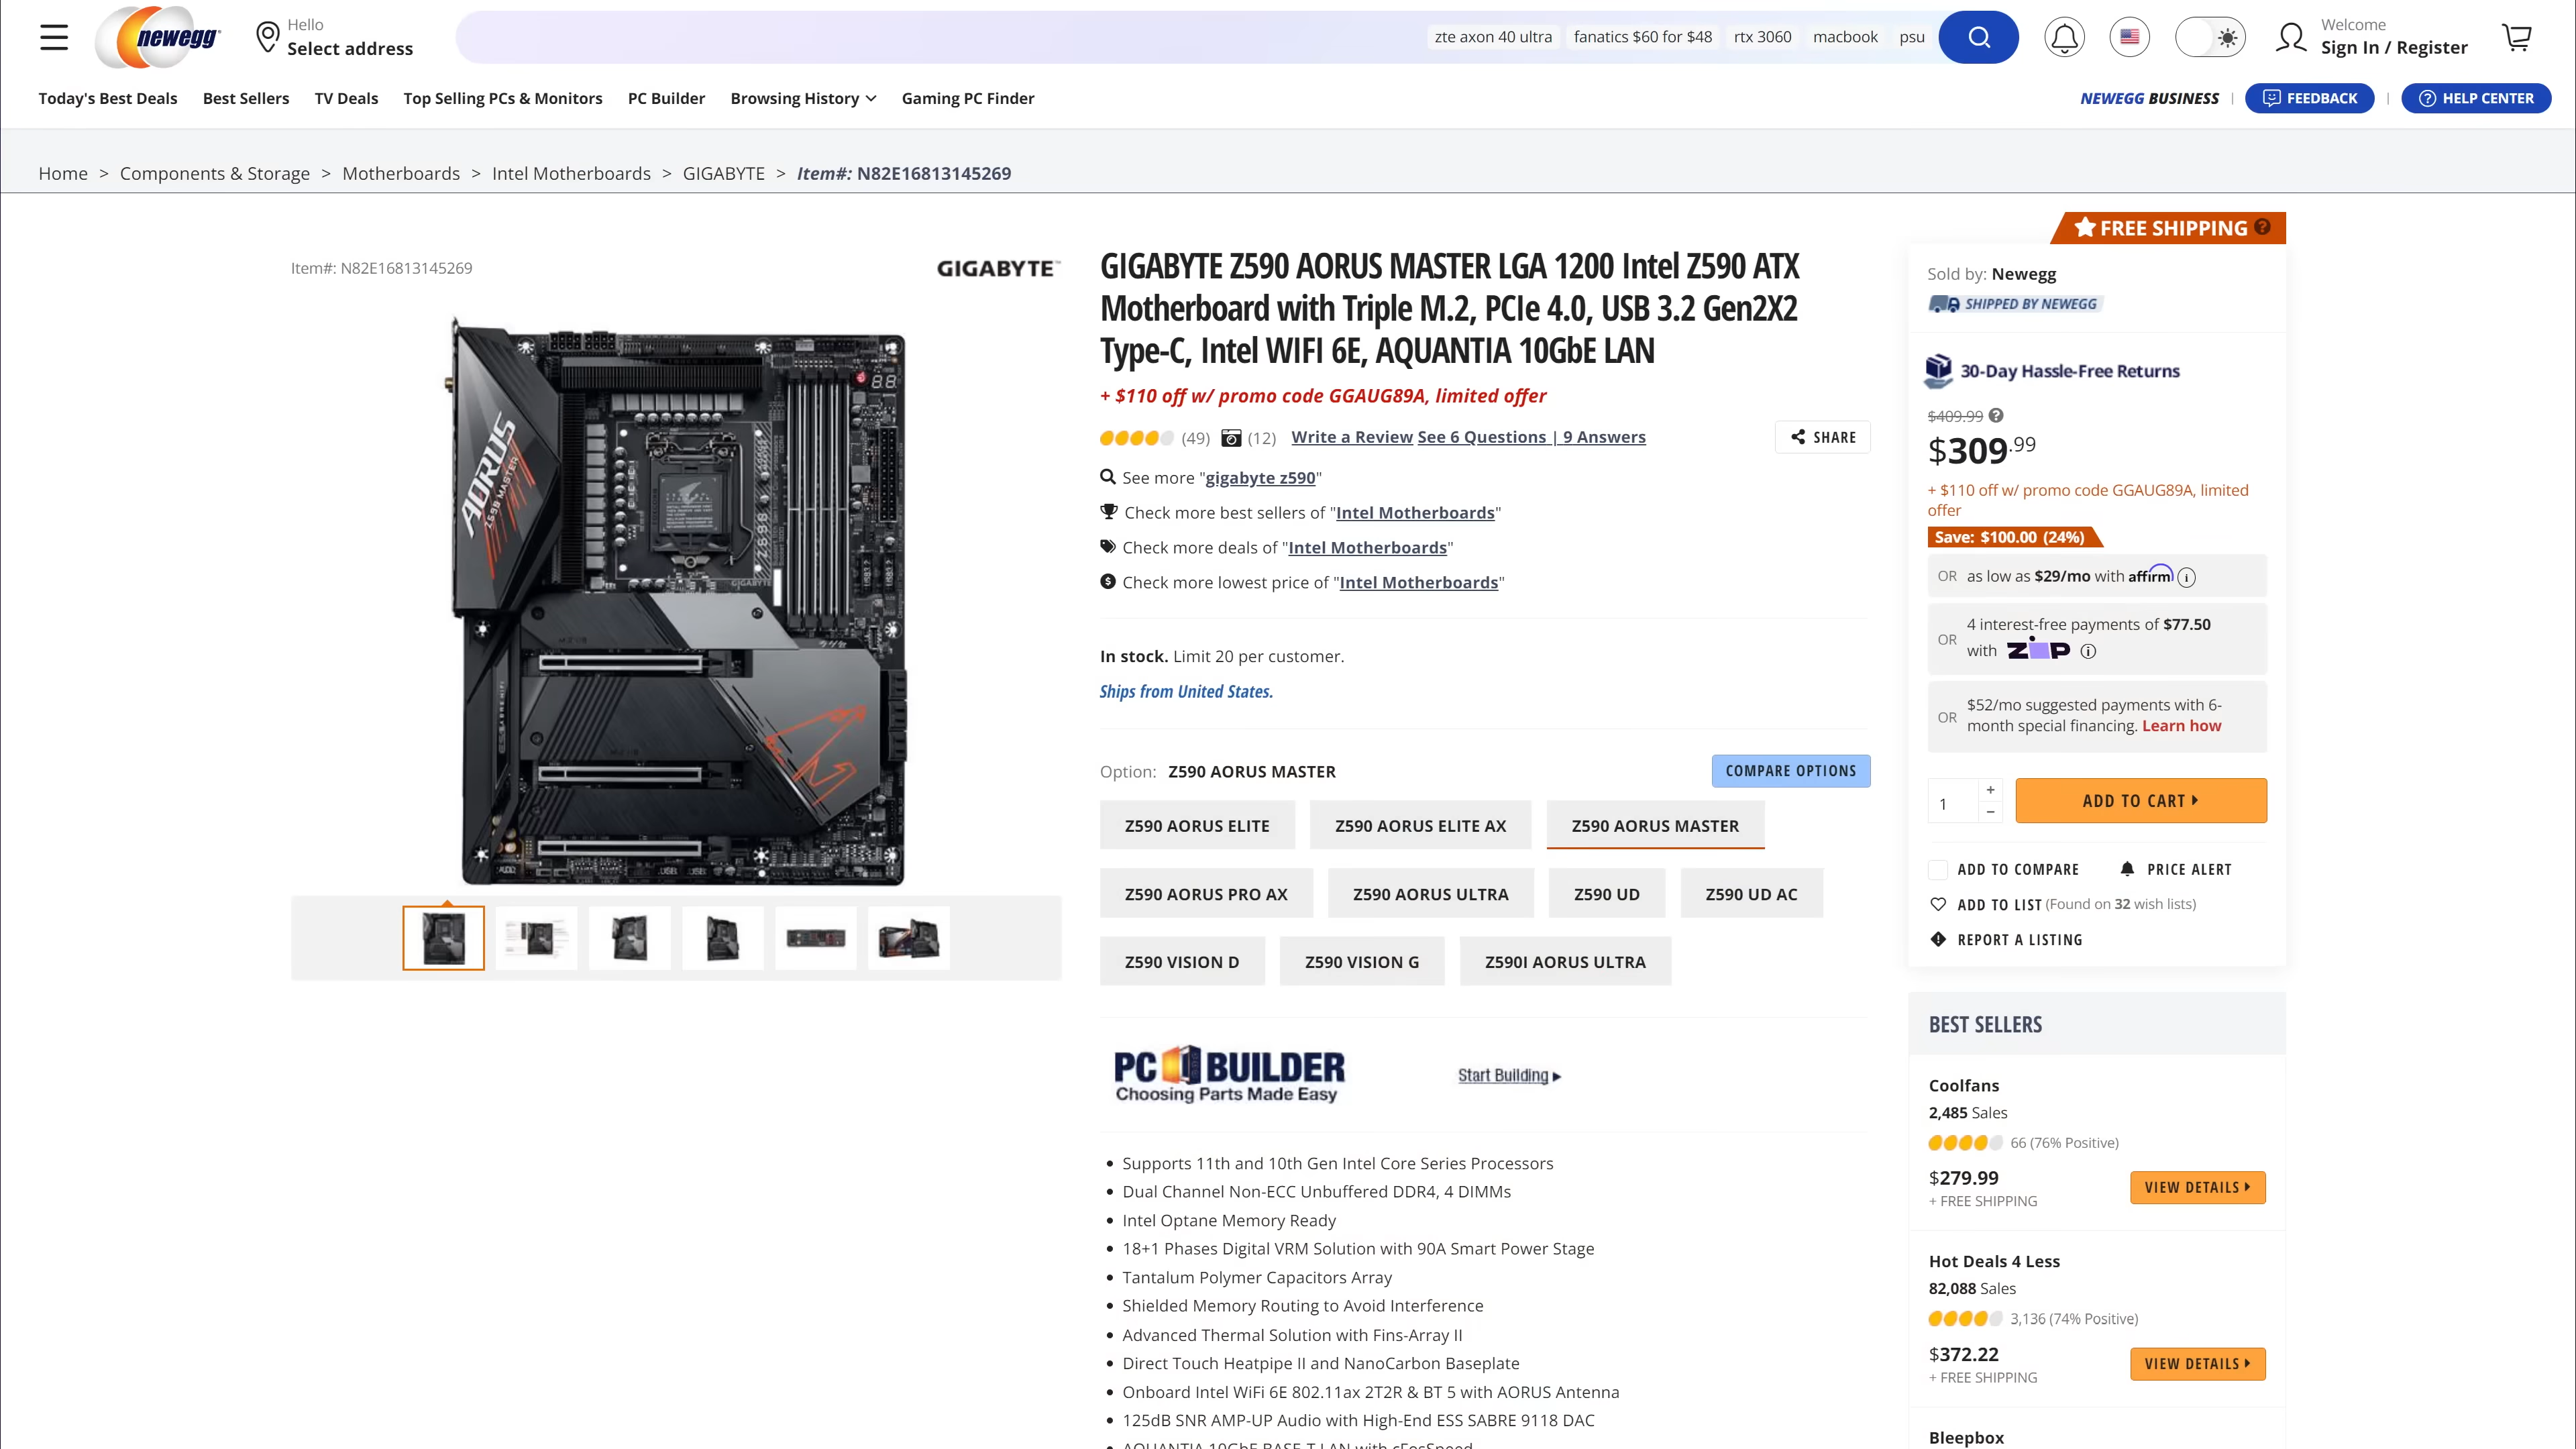 Hello
Select address
newegg
zte axon 40 ultra fanatics $60 for $48 rtx 3060 macbook psu
Welcome
Sign In / Register
Today's Best Deals Best Sellers TV Deals Top Selling PCs & Monitors PC Builder Browsing History Gaming PC Finder
NEWEGG BUSINESS | FEEDBACK | HELP CENTER
Home > Components & Storage > Motherboards > Intel Motherboards > GIGABYTE > Item#: N82E16813145269
Item#: N82E16813145269
GIGABYTE™
AORUS
Z590 MASTER
Z590
GIGABYTE
GIGABYTE Z590 AORUS MASTER LGA 1200 Intel Z590 ATX
Motherboard with Triple M.2, PCIe 4.0, USB 3.2 Gen2X2
Type-C, Intel WIFI 6E, AQUANTIA 10GbE LAN
+ $110 off w/ promo code GGAUG89A, limited offer
(49) (12) Write a Review See 6 Questions | 9 Answers
SHARE
See more "gigabyte z590"
Check more best sellers of "Intel Motherboards"
Check more deals of "Intel Motherboards"
Check more lowest price of "Intel Motherboards"
In stock. Limit 20 per customer.
Ships from United States.
Option: Z590 AORUS MASTER
COMPARE OPTIONS
Z590 AORUS ELITE Z590 AORUS ELITE AX Z590 AORUS MASTER
Z590 AORUS PRO AX Z590 AORUS ULTRA Z590 UD Z590 UD AC
Z590 VISION D Z590 VISION G Z590I AORUS ULTRA
PC BUILDER
Choosing Parts Made Easy
Start Building
• Supports 11th and 10th Gen Intel Core Series Processors
• Dual Channel Non-ECC Unbuffered DDR4, 4 DIMMs
• Intel Optane Memory Ready
• 18+1 Phases Digital VRM Solution with 90A Smart Power Stage
• Tantalum Polymer Capacitors Array
• Shielded Memory Routing to Avoid Interference
• Advanced Thermal Solution with Fins-Array II
• Direct Touch Heatpipe II and NanoCarbon Baseplate
• Onboard Intel WiFi 6E 802.11ax 2T2R & BT 5 with AORUS Antenna
• 125dB SNR AMP-UP Audio with High-End ESS SABRE 9118 DAC
• AQUANTIA 10GbE BASE-T LAN with cFosSpeed
FREE SHIPPING
Sold by: Newegg
SHIPPED BY NEWEGG
30-Day Hassle-Free Returns
$409.99
$309.99
+ $110 off w/ promo code GGAUG89A, limited
offer
Save: $100.00 (24%)
OR as low as $29/mo with affirm
OR 4 interest-free payments of $77.50
with ZIP
OR $52/mo suggested payments with 6-
month special financing. Learn how
1 + −
ADD TO CART
ADD TO COMPARE PRICE ALERT
ADD TO LIST (Found on 32 wish lists)
REPORT A LISTING
BEST SELLERS
Coolfans
2,485 Sales
66 (76% Positive)
$279.99
+ FREE SHIPPING
VIEW DETAILS
Hot Deals 4 Less
82,088 Sales
3,136 (74% Positive)
$372.22
+ FREE SHIPPING
VIEW DETAILS
Bleepbox